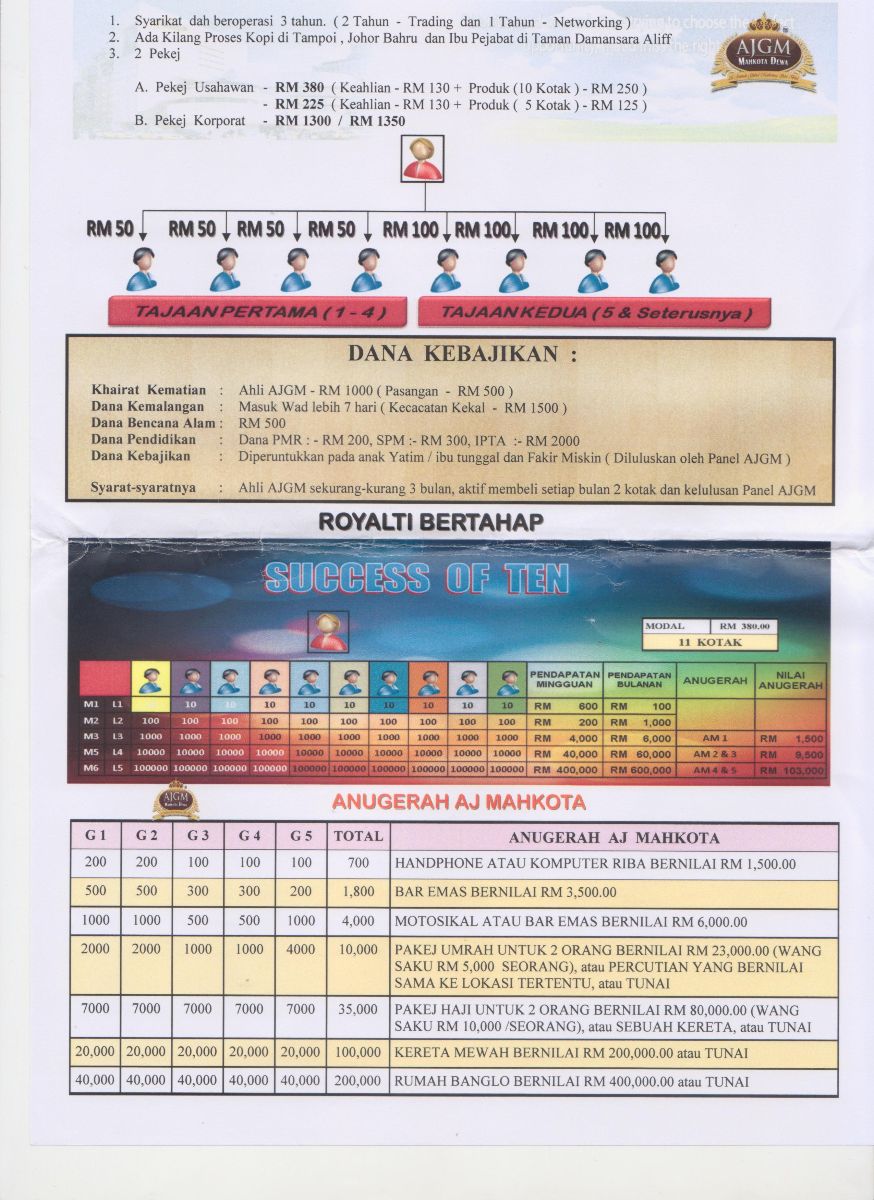 1. Syarikat dah beroperasi 3 tahun. ( 2 Tahun - Trading dan 1 Tahun - Networking )
2. Ada Kilang Proses Kopi di Tampoi , Johor Bahru dan Ibu Pejabat di Taman Damansara Aliff
3. 2 Pekej
A. Pekej Usahawan - RM 380 ( Keahlian - RM 130 + Produk (10 Kotak ) - RM 250 )
- RM 225 ( Keahlian - RM 130 + Produk ( 5 Kotak ) - RM 125 )
B. Pekej Korporat - RM 1300 / RM 1350
AJGM
MAHKOTA DEWA
RM 50 RM 50 RM 50 RM 50 RM 100 RM 100 RM 100 RM 100
TAJAAN PERTAMA ( 1 - 4 ) TAJAAN KEDUA ( 5 & Seterusnya )
DANA KEBAJIKAN :
Khairat Kematian : Ahli AJGM - RM 1000 ( Pasangan - RM 500 )
Dana Kemalangan : Masuk Wad lebih 7 hari ( Kecacatan Kekal - RM 1500 )
Dana Bencana Alam : RM 500
Dana Pendidikan : Dana PMR : - RM 200, SPM :- RM 300, IPTA :- RM 2000
Dana Kebajikan : Diperuntukkan pada anak Yatim / ibu tunggal dan Fakir Miskin ( Diluluskan oleh Panel AJGM )
Syarat-syaratnya : Ahli AJGM sekurang-kurang 3 bulan, aktif membeli setiap bulan 2 kotak dan kelulusan Panel AJGM
ROYALTI BERTAHAP
SUCCESS OF TEN
MODAL RM 380.00
11 KOTAK
PENDAPATAN MINGGUAN PENDAPATAN BULANAN ANUGERAH NILAI ANUGERAH
M1 L1 10 10 10 10 10 10 10 10 10 RM 600 RM 100
M2 L2 100 100 100 100 100 100 100 100 100 100 RM 200 RM 1,000
M3 L3 1000 1000 1000 1000 1000 1000 1000 1000 1000 1000 RM 4,000 RM 6,000 AM 1 RM 1,500
M5 L4 10000 10000 10000 10000 10000 10000 10000 10000 10000 10000 RM 40,000 RM 60,000 AM 2 & 3 RM 9,500
M6 L5 100000 100000 100000 100000 100000 100000 100000 100000 100000 100000 RM 400,000 RM 600,000 AM 4 & 5 RM 103,000
AJGM
ANUGERAH AJ MAHKOTA
G 1 G 2 G 3 G 4 G 5 TOTAL ANUGERAH AJ MAHKOTA
200 200 100 100 100 700 HANDPHONE ATAU KOMPUTER RIBA BERNILAI RM 1,500.00
500 500 300 300 200 1,800 BAR EMAS BERNILAI RM 3,500.00
1000 1000 500 500 1000 4,000 MOTOSIKAL ATAU BAR EMAS BERNILAI RM 6,000.00
2000 2000 1000 1000 4000 10,000 PAKEJ UMRAH UNTUK 2 ORANG BERNILAI RM 23,000.00 (WANG
SAKU RM 5,000 SEORANG), atau PERCUTIAN YANG BERNILAI
SAMA KE LOKASI TERTENTU, atau TUNAI
7000 7000 7000 7000 7000 35,000 PAKEJ HAJI UNTUK 2 ORANG BERNILAI RM 80,000.00 (WANG
SAKU RM 10,000 /SEORANG), atau SEBUAH KERETA, atau TUNAI
20,000 20,000 20,000 20,000 20,000 100,000 KERETA MEWAH BERNILAI RM 200,000.00 atau TUNAI
40,000 40,000 40,000 40,000 40,000 200,000 RUMAH BANGLO BERNILAI RM 400,000.00 atau TUNAI